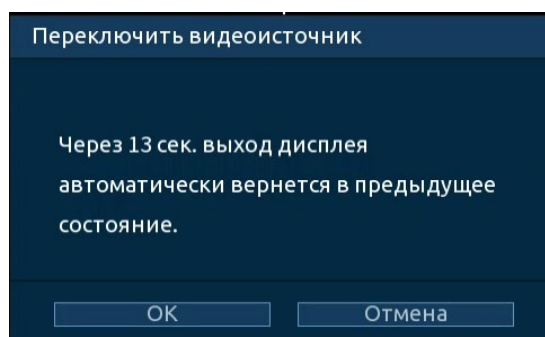 Переключить видеоисточник
Через 13 сек. выход дисплея
автоматически вернется в предыдущее
состояние.
OK
Отмена